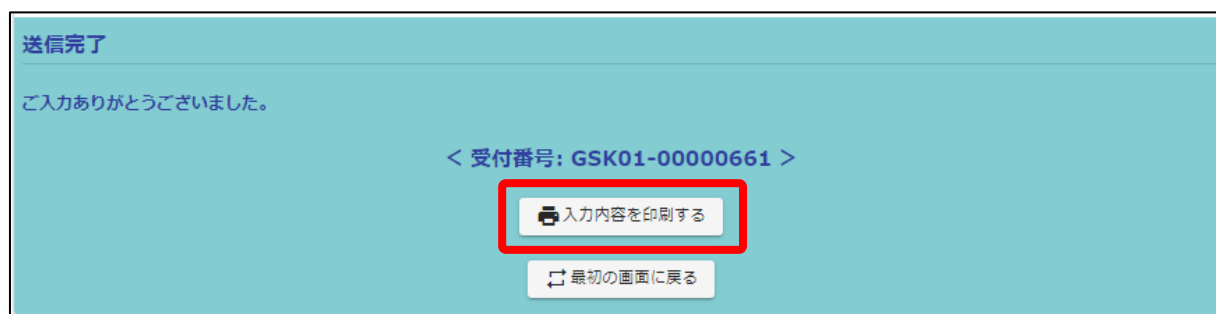 送信完了
ご入力ありがとうございました。
＜ 受付番号: GSK01-00000661 ＞
入力内容を印刷する
最初の画面に戻る